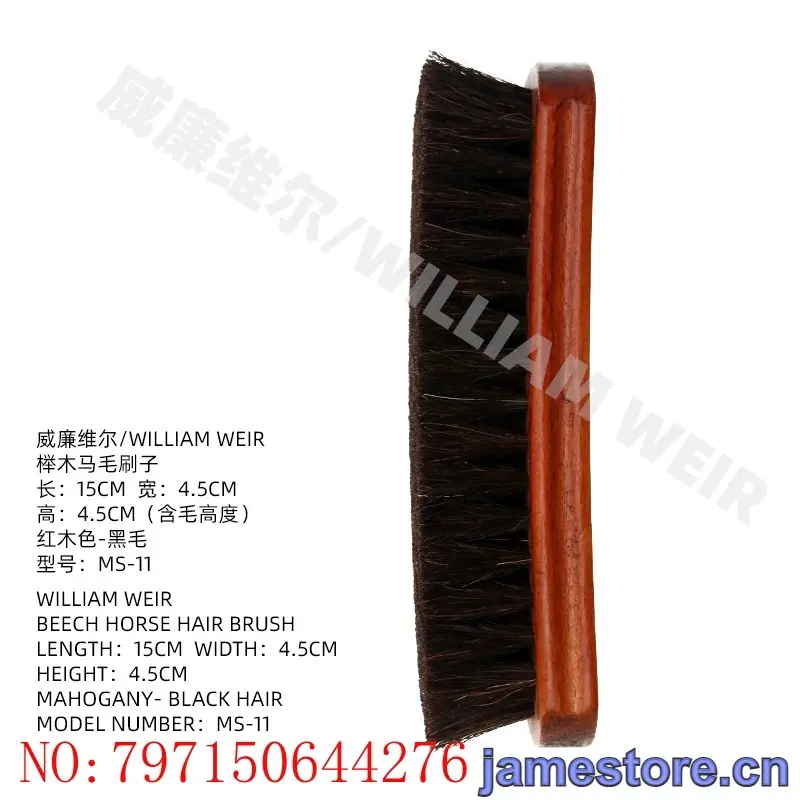 威廉维尔/WILLIAM WEIR
威廉维尔/WILLIAM WEIR
榉木马毛刷子
长：15CM 宽：4.5CM
高：4.5CM（含毛高度）
红木色-黑毛
型号：MS-11
WILLIAM WEIR
BEECH HORSE HAIR BRUSH
LENGTH：15CM WIDTH：4.5CM
HEIGHT：4.5CM
MAHOGANY- BLACK HAIR
MODEL NUMBER：MS-11
NO: 797150644276 jamestore.cn